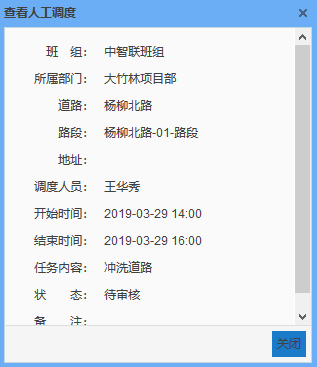 查看人工调度
班 组： 中智联班组
所属部门： 大竹林项目部
道路： 杨柳北路
路段： 杨柳北路-01-路段
地址：
调度人员： 王华秀
开始时间： 2019-03-29 14:00
结束时间： 2019-03-29 16:00
任务内容： 冲洗道路
状 态： 待审核
备 注：
关闭